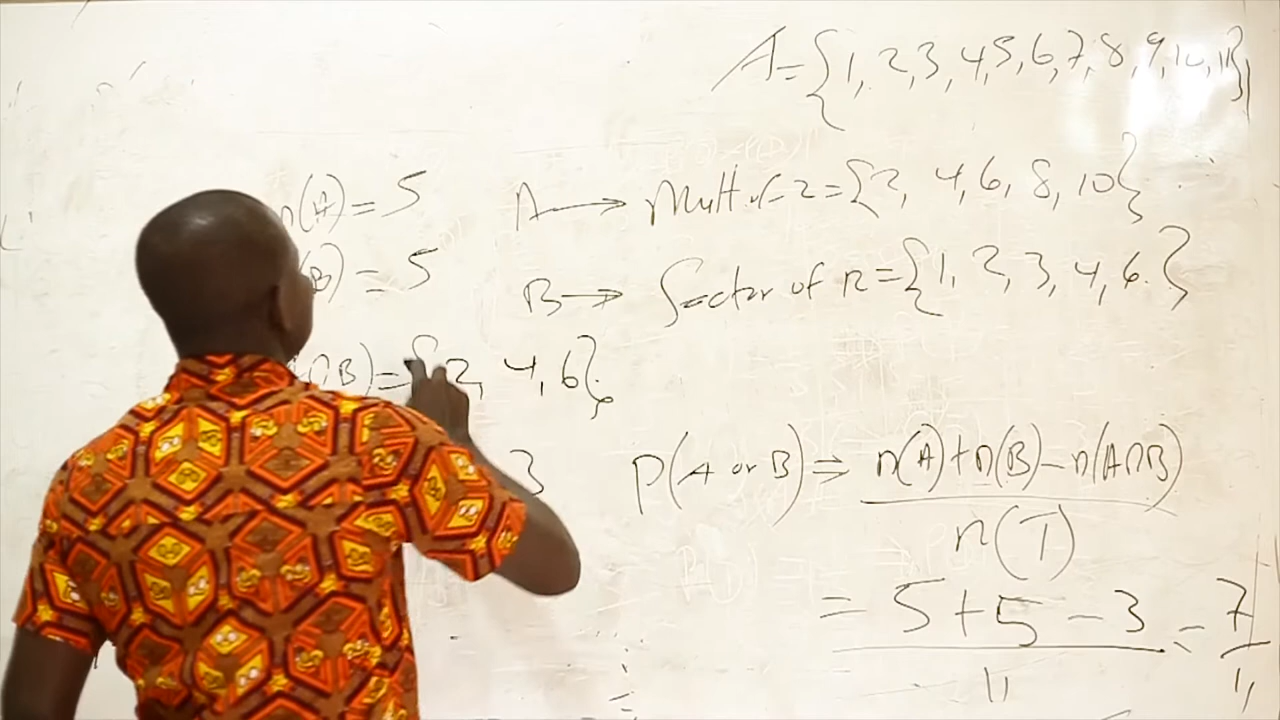 A = {1, 2, 3, 4, 5, 6, 7, 8, 9, 10, 11}
n(A) = 5
A → Mult of 2 = {2, 4, 6, 8, 10}
(B) = 5
B → factor of 12 = {1, 2, 3, 4, 6.}
∩B) = {2, 4, 6}
3
P(A or B) ⇒ n(A) + n(B) − n(A∩B)
n(T)
= 5 + 5 − 3 = 7
11 11